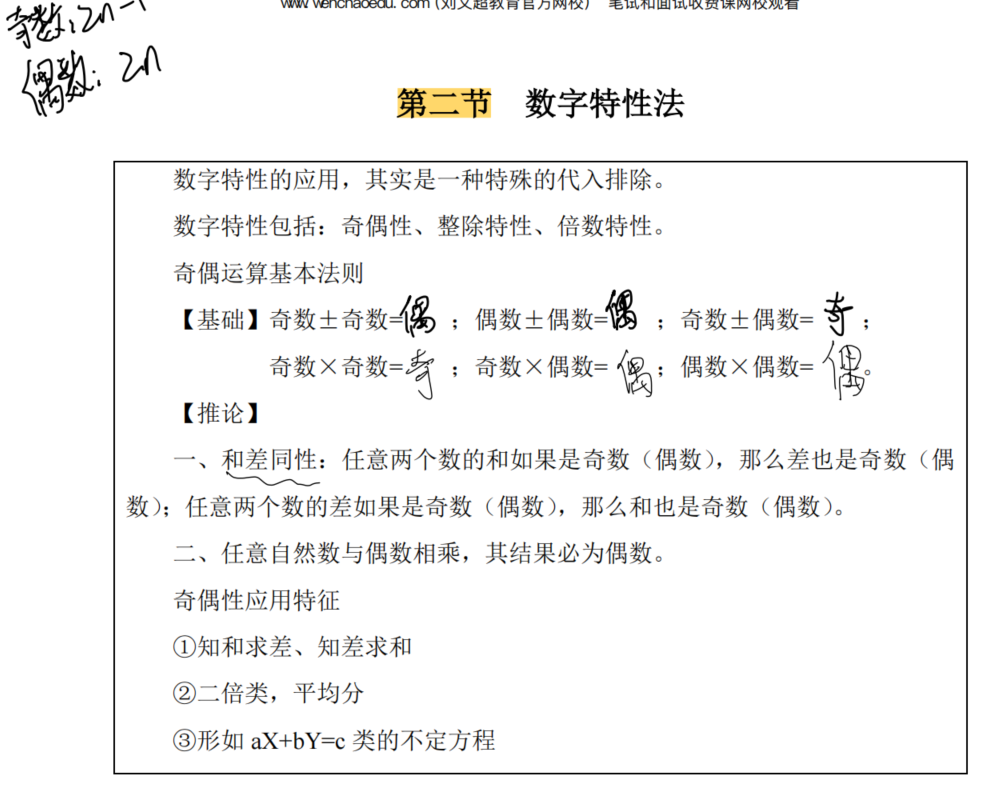 www.wenchaoedu.com（刘文超教育官方网校） 笔试和面试收费课网校观看
奇数：2n-1
偶数：2n
第二节 数字特性法
数字特性的应用，其实是一种特殊的代入排除。
数字特性包括：奇偶性、整除特性、倍数特性。
奇偶运算基本法则
【基础】奇数±奇数=偶；偶数±偶数=偶；奇数±偶数=奇；
奇数×奇数=奇；奇数×偶数=偶；偶数×偶数=偶。
【推论】
一、和差同性：任意两个数的和如果是奇数（偶数），那么差也是奇数（偶
数）；任意两个数的差如果是奇数（偶数），那么和也是奇数（偶数）。
二、任意自然数与偶数相乘，其结果必为偶数。
奇偶性应用特征
①知和求差、知差求和
②二倍类，平均分
③形如 aX+bY=c 类的不定方程